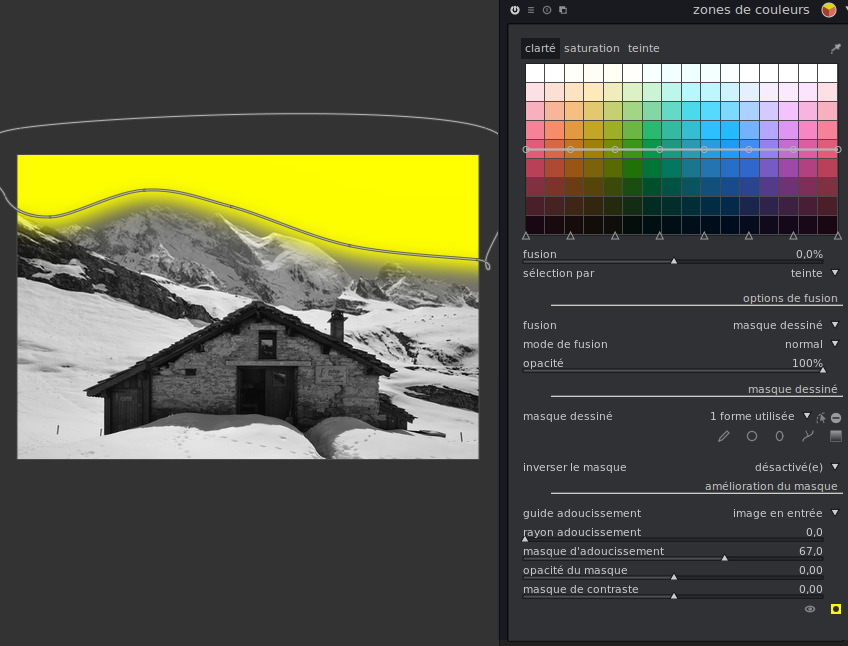 zones de couleurs
clarté saturation teinte
fusion 0,0%
sélection par teinte
options de fusion
fusion masque dessiné
mode de fusion normal
opacité 100%
masque dessiné
masque dessiné 1 forme utilisée
inverser le masque désactivé(e)
amélioration du masque
guide adoucissement image en entrée
rayon adoucissement 0,0
masque d'adoucissement 67,0
opacité du masque 0,00
masque de contraste 0,00